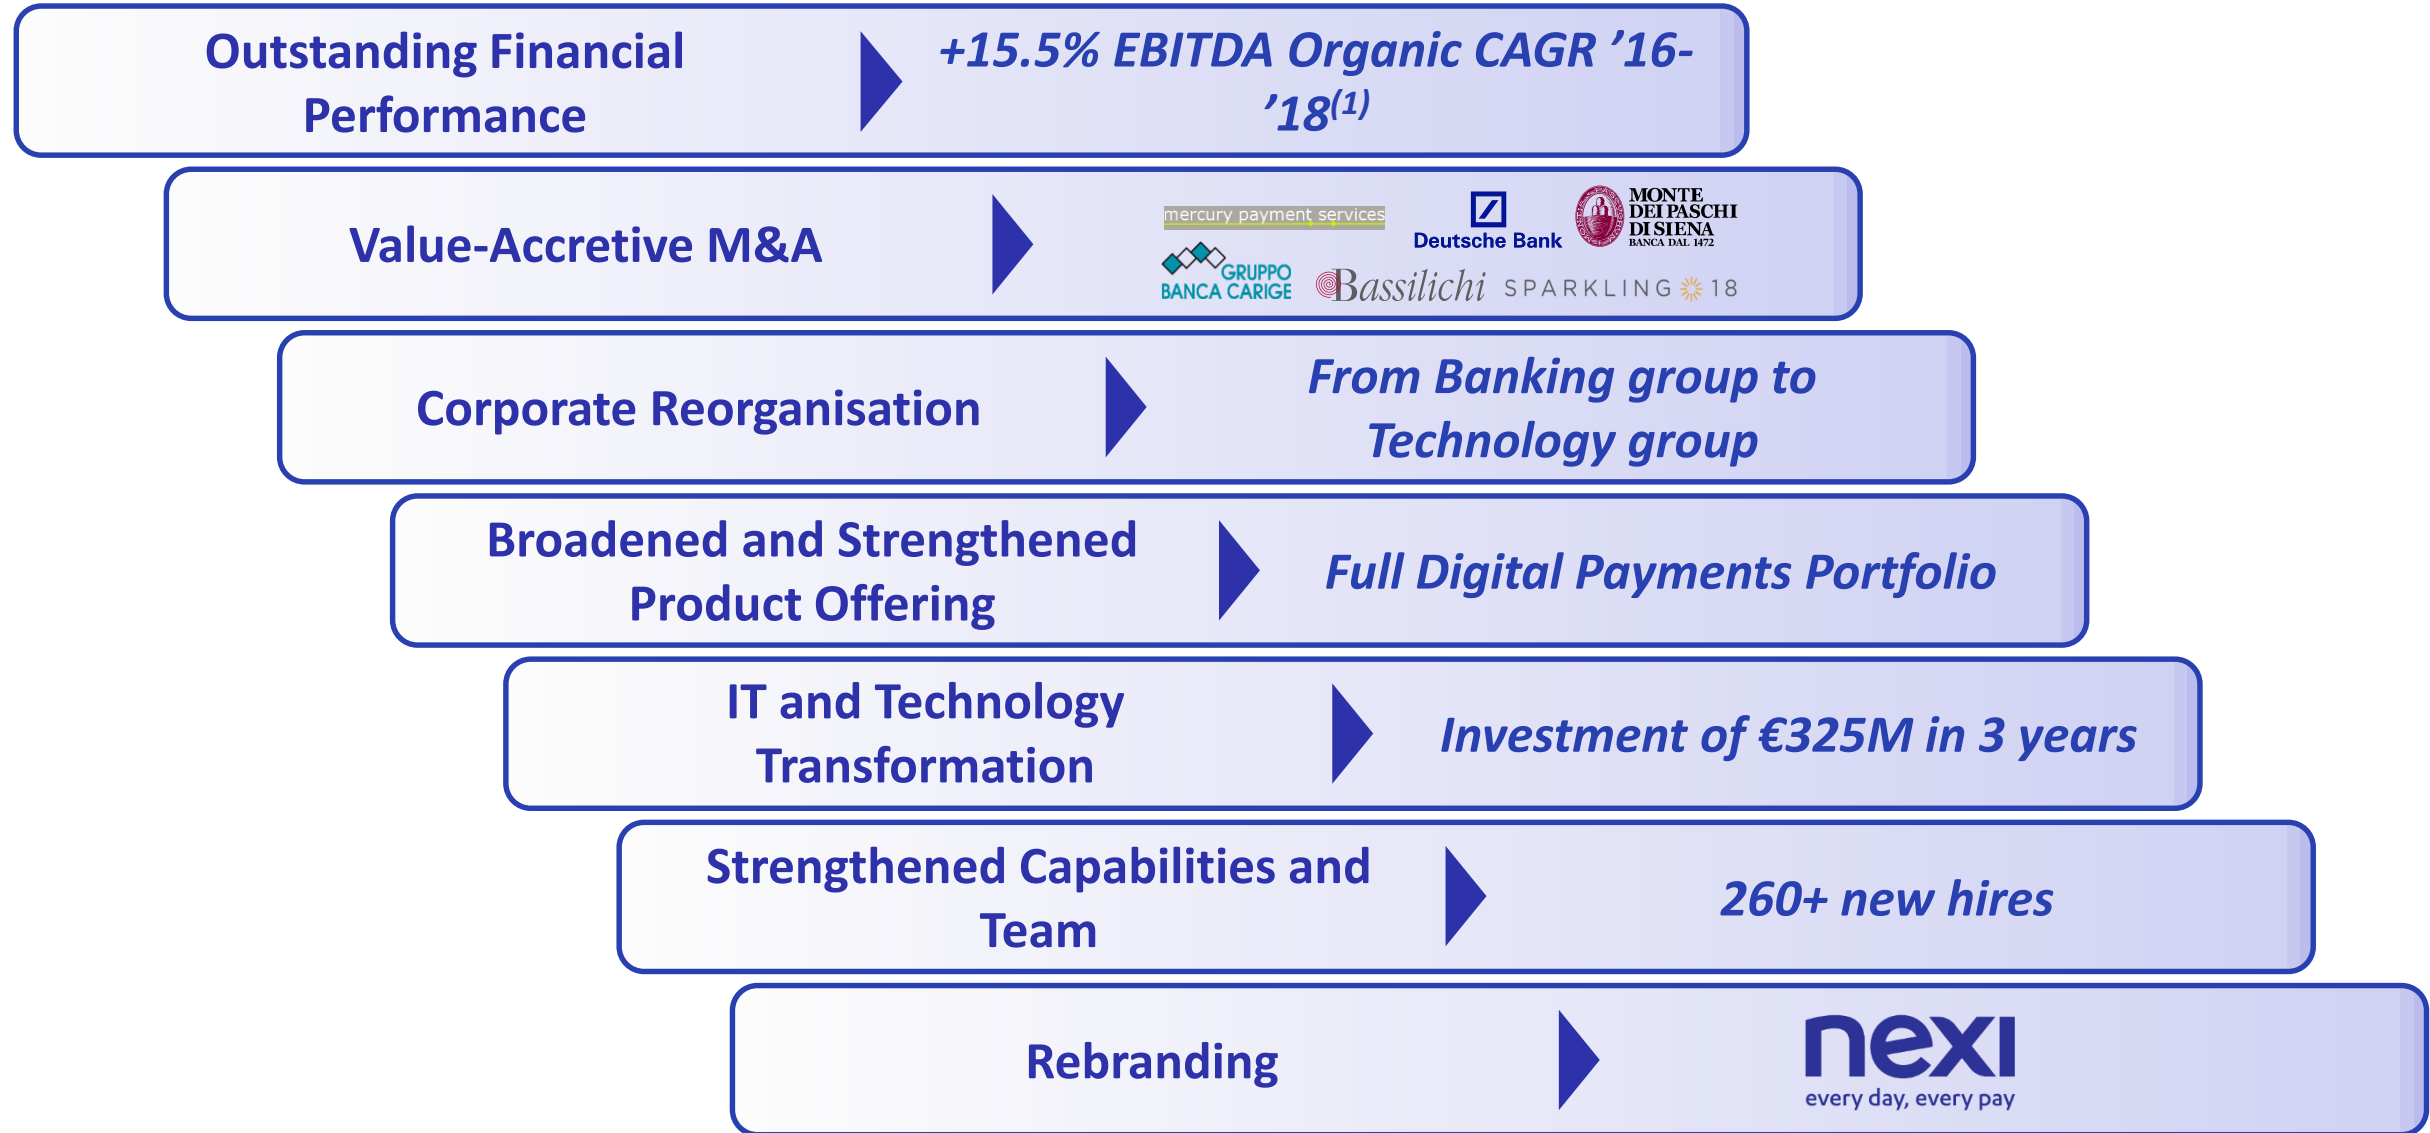 Outstanding Financial
Performance
+15.5% EBITDA Organic CAGR ’16-
’18(1)
Value-Accretive M&A
mercury payment services
Deutsche Bank
MONTE
DEI PASCHI
DI SIENA
BANCA DAL 1472
GRUPPO
BANCA CARIGE
Bassilichi
SPARKLING 18
Corporate Reorganisation
From Banking group to
Technology group
Broadened and Strengthened
Product Offering
Full Digital Payments Portfolio
IT and Technology
Transformation
Investment of €325M in 3 years
Strengthened Capabilities and
Team
260+ new hires
Rebranding
nexi
every day, every pay